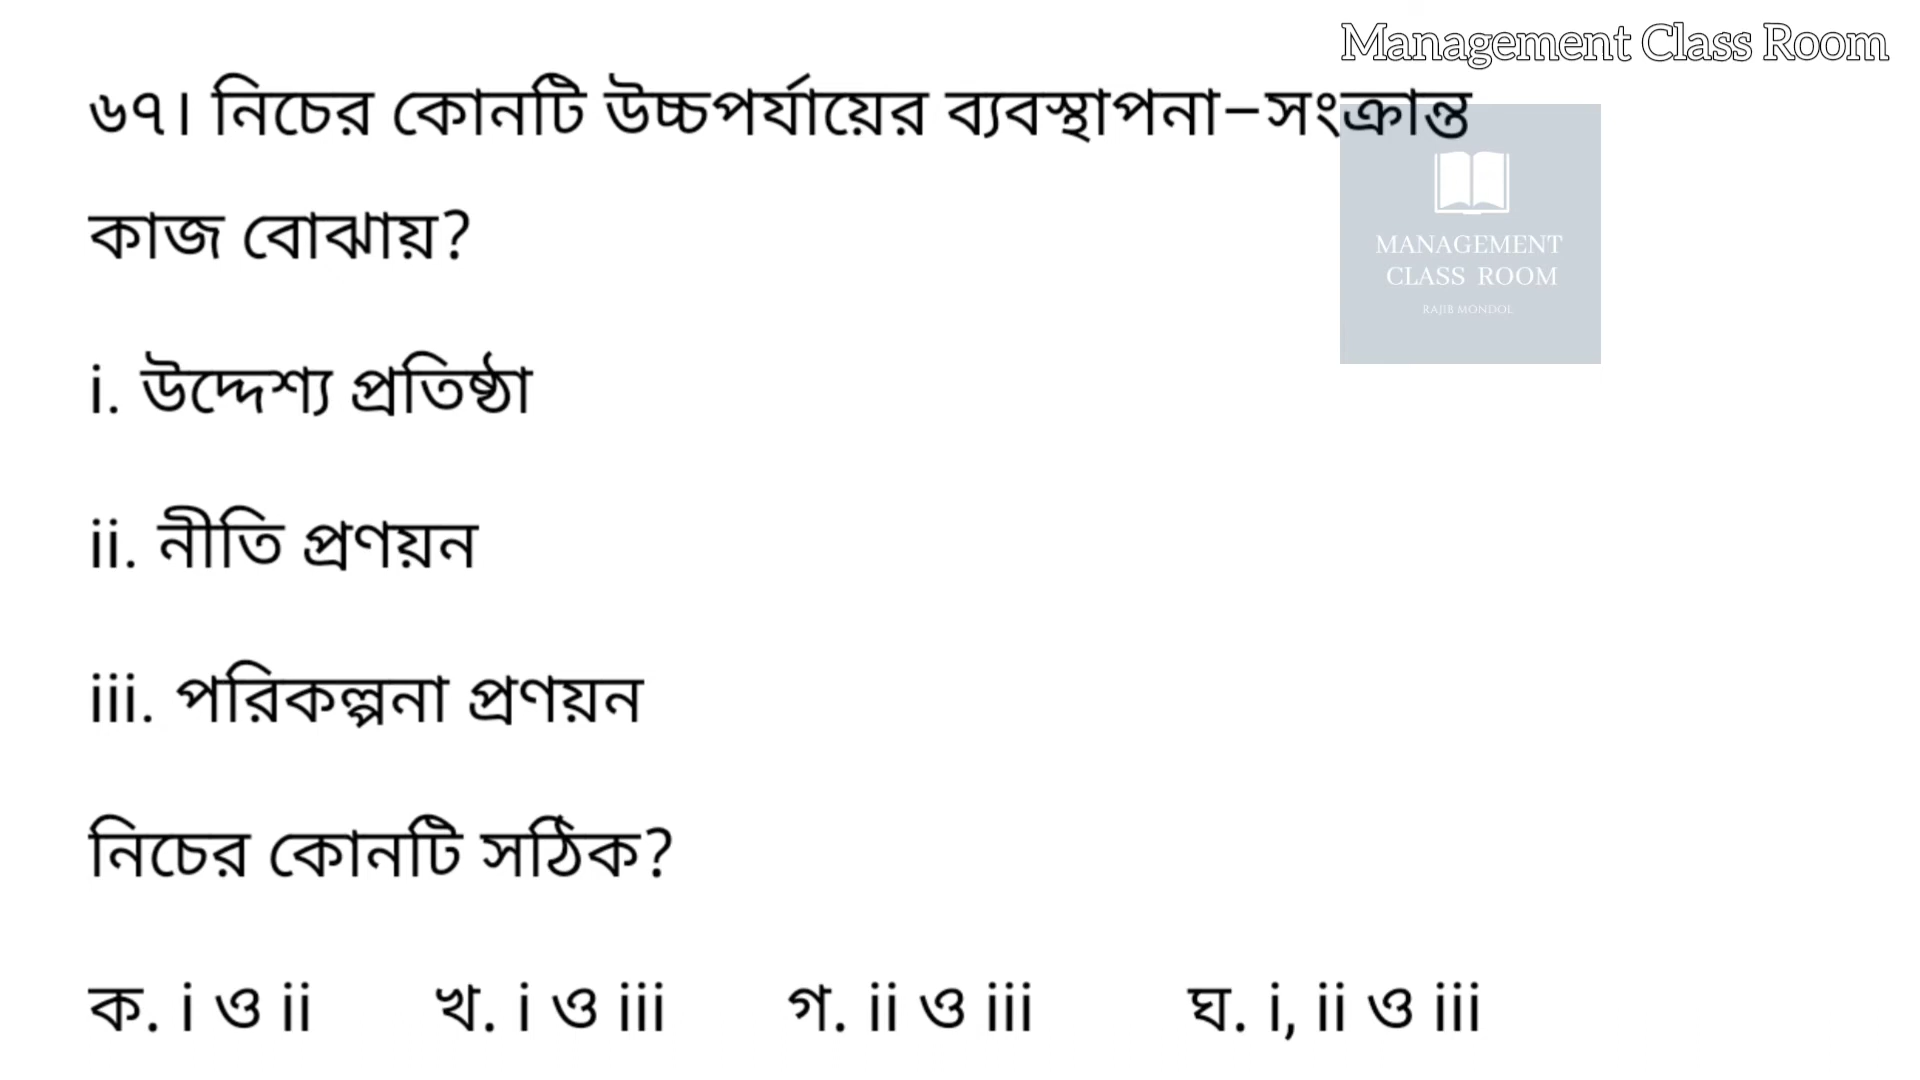 Management Class Room
৬৭। নিচের কোনটি উচ্চপর্যায়ের ব্যবস্থাপনা–সংক্রান্ত
কাজ বোঝায়?
MANAGEMENT
CLASS ROOM
RAJIB MONDOL
i. উদ্দেশ্য প্রতিষ্ঠা
ii. নীতি প্রণয়ন
iii. পরিকল্পনা প্রণয়ন
নিচের কোনটি সঠিক?
ক. i ও ii খ. i ও iii গ. ii ও iii ঘ. i, ii ও iii